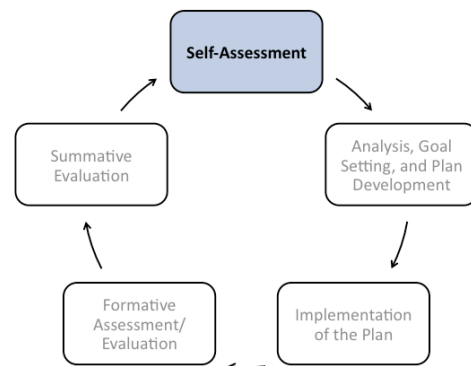 Self-Assessment
Analysis, Goal
Setting, and Plan
Development
Implementation
of the Plan
Formative
Assessment/
Evaluation
Summative
Evaluation